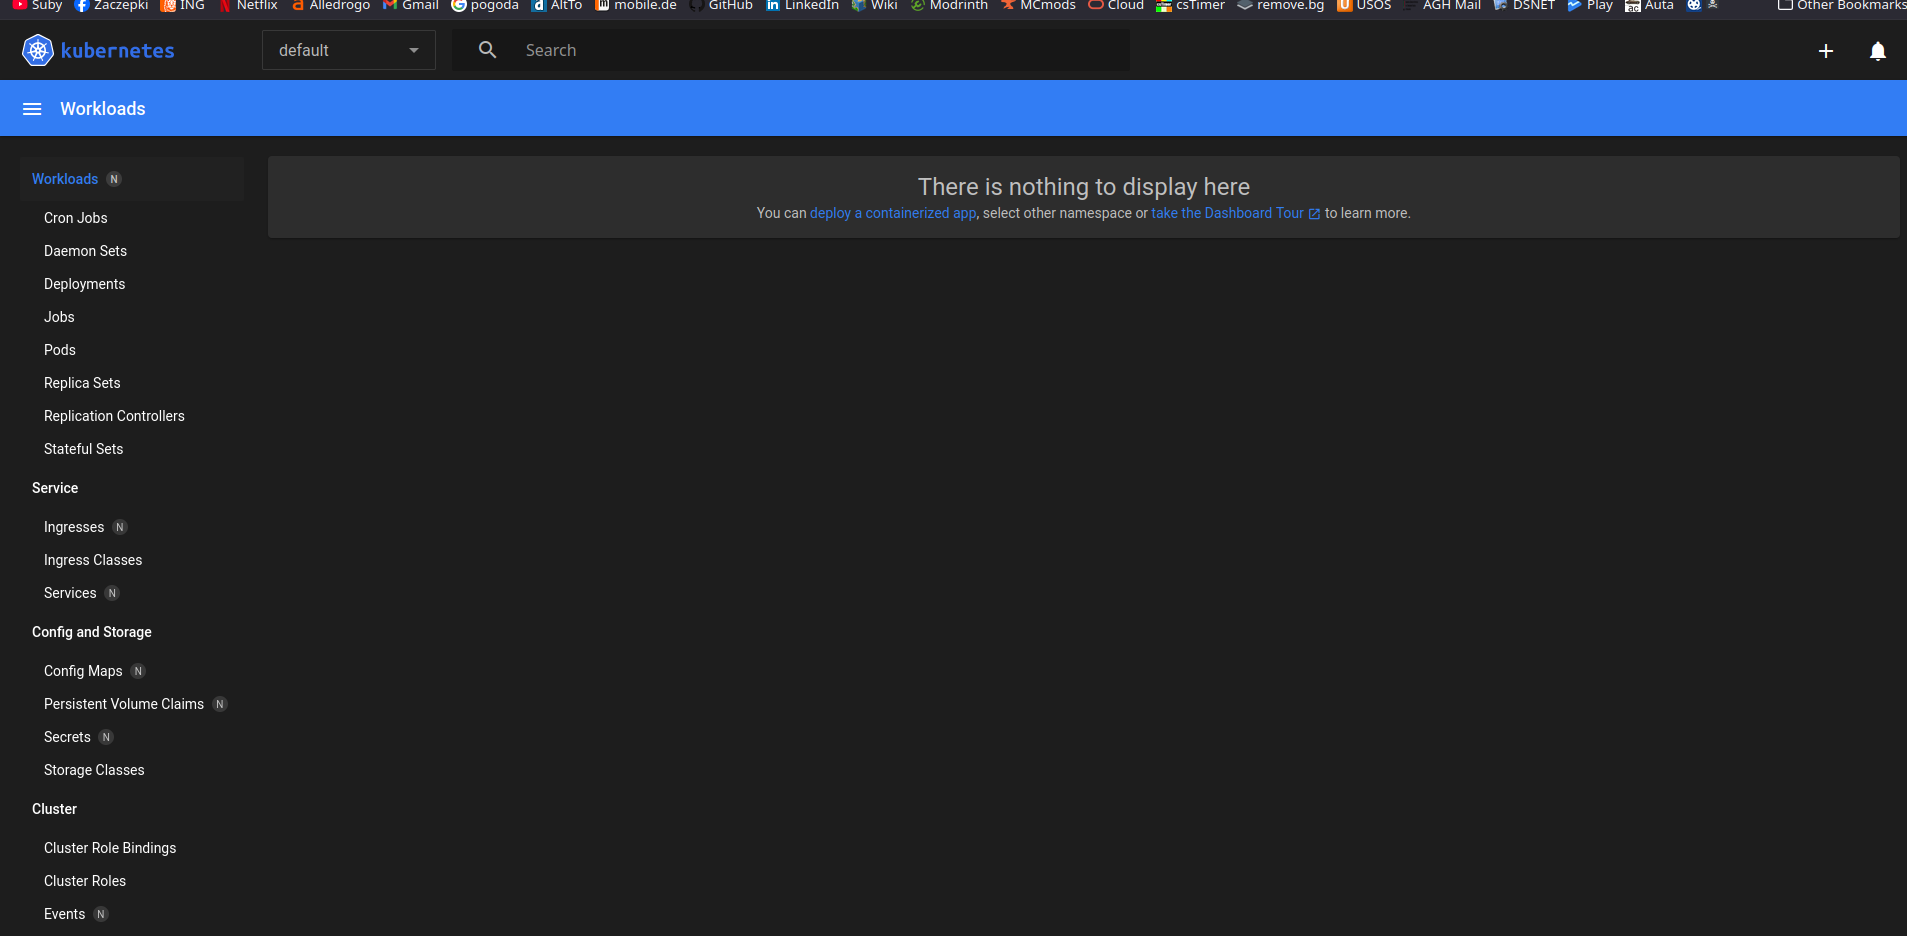 Suby Zaczepki ING Netflix Alledrogo Gmail pogoda AltTo mobile.de GitHub LinkedIn Wiki Modrinth MCmods Cloud csTimer remove.bg USOS AGH Mail DSNET Play Auta Other Bookmarks
kubernetes default Search
Workloads
Workloads N
Cron Jobs
Daemon Sets
Deployments
Jobs
Pods
Replica Sets
Replication Controllers
Stateful Sets
Service
Ingresses N
Ingress Classes
Services N
Config and Storage
Config Maps N
Persistent Volume Claims N
Secrets N
Storage Classes
Cluster
Cluster Role Bindings
Cluster Roles
Events N
There is nothing to display here
You can deploy a containerized app, select other namespace or take the Dashboard Tour to learn more.